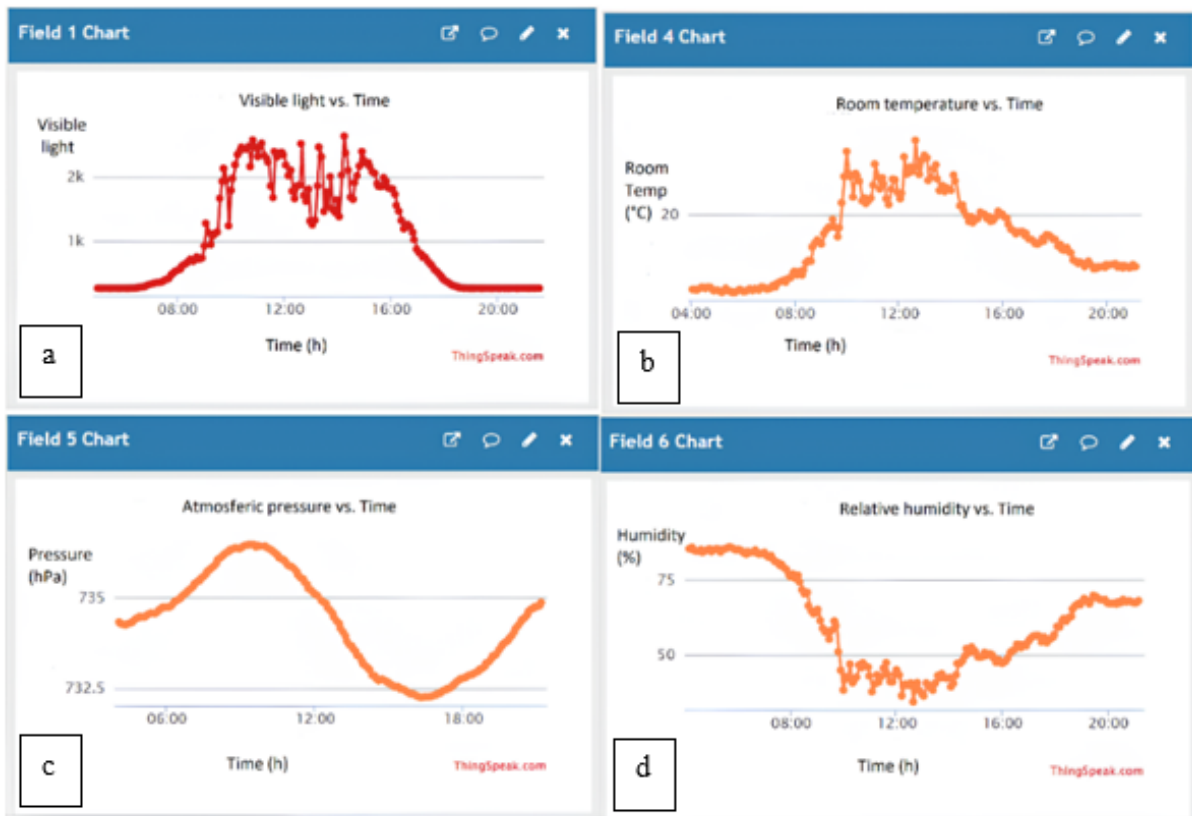 Field 1 Chart
Visible light vs. Time
Visible
light
2k
1k
08:00 12:00 16:00 20:00
Time (h)
ThingSpeak.com
a
Field 4 Chart
Room temperature vs. Time
Room
Temp
(°C) 20
04:00 08:00 12:00 16:00 20:00
Time (h)
ThingSpeak.com
b
Field 5 Chart
Atmosferic pressure vs. Time
Pressure
(hPa)
735
732.5
06:00 12:00 18:00
Time (h)
ThingSpeak.com
c
Field 6 Chart
Relative humidity vs. Time
Humidity
(%)
75
50
08:00 12:00 16:00 20:00
Time (h)
ThingSpeak.com
d